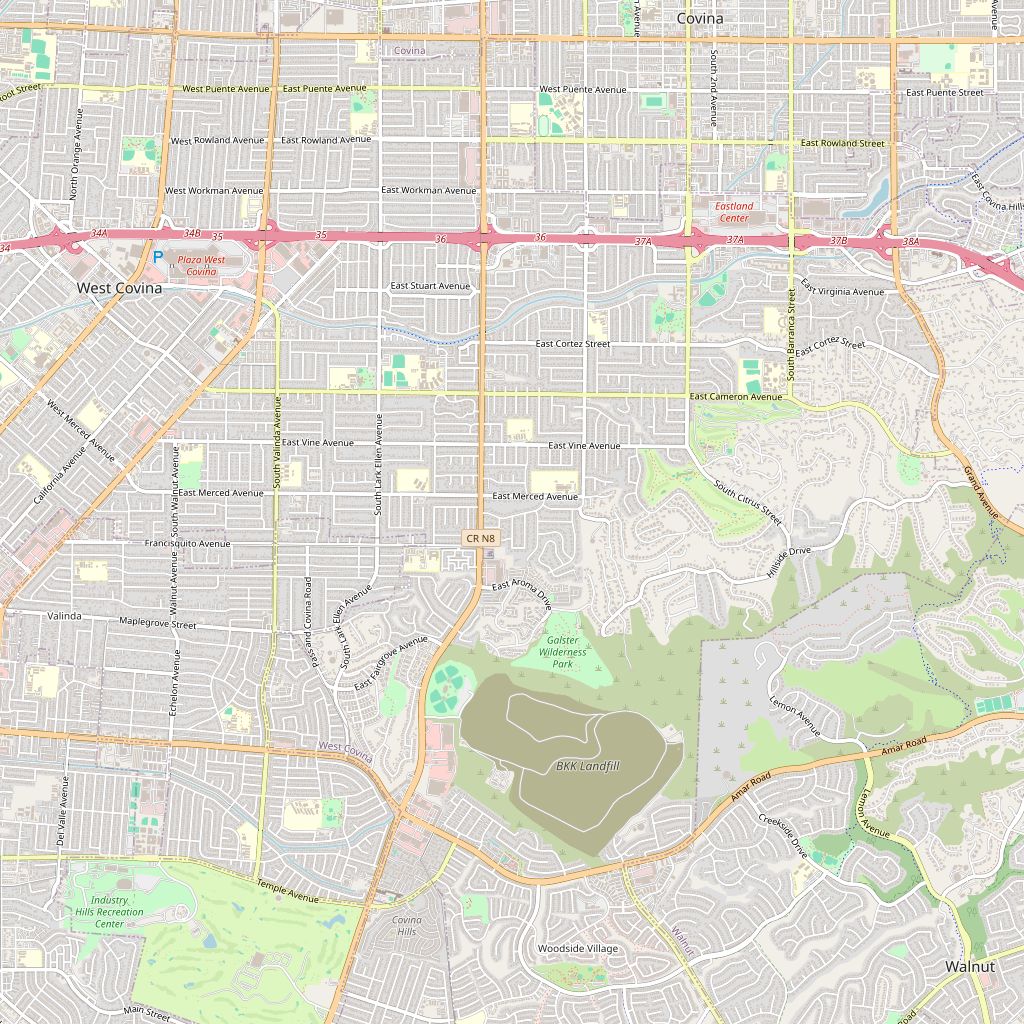 Covina
Covina
Avenue
Avenue
Root Street
West Puente Avenue
East Puente Avenue
West Puente Avenue
East Puente Street
South 2nd Avenue
North Orange Avenue
West Rowland Avenue
East Rowland Avenue
East Rowland Street
West Workman Avenue
East Workman Avenue
East Covina Hills
Eastland
Center
34
34A
34B
35
35
36
36
37A
37A
37B
38A
P
Plaza West
Covina
West Covina
East Stuart Avenue
East Virginia Avenue
South Barranca Street
East Cortez Street
East Cortez Street
East Cameron Avenue
West Merced Avenue
California Avenue
South Valinda Avenue
South Lark Ellen Avenue
East Vine Avenue
East Vine Avenue
South Walnut Avenue
East Merced Avenue
East Merced Avenue
South Citrus Street
Grand Avenue
CR N8
Francisquito Avenue
Hillside Drive
Walnut Avenue
Passand Covina Road
South Lark Ellen Avenue
East Aroma Drive
Valinda
Maplegrove Street
East Fairgrove Avenue
Galster
Wilderness
Park
Echelon Avenue
Lemon Avenue
West Covina
BKK Landfill
Amar Road
Amar Road
Del Valle Avenue
Lemon Avenue
Creekside Drive
Temple Avenue
Industry
Hills Recreation
Center
Covina
Hills
Walnut
Woodside Village
Walnut
Main Street
Road